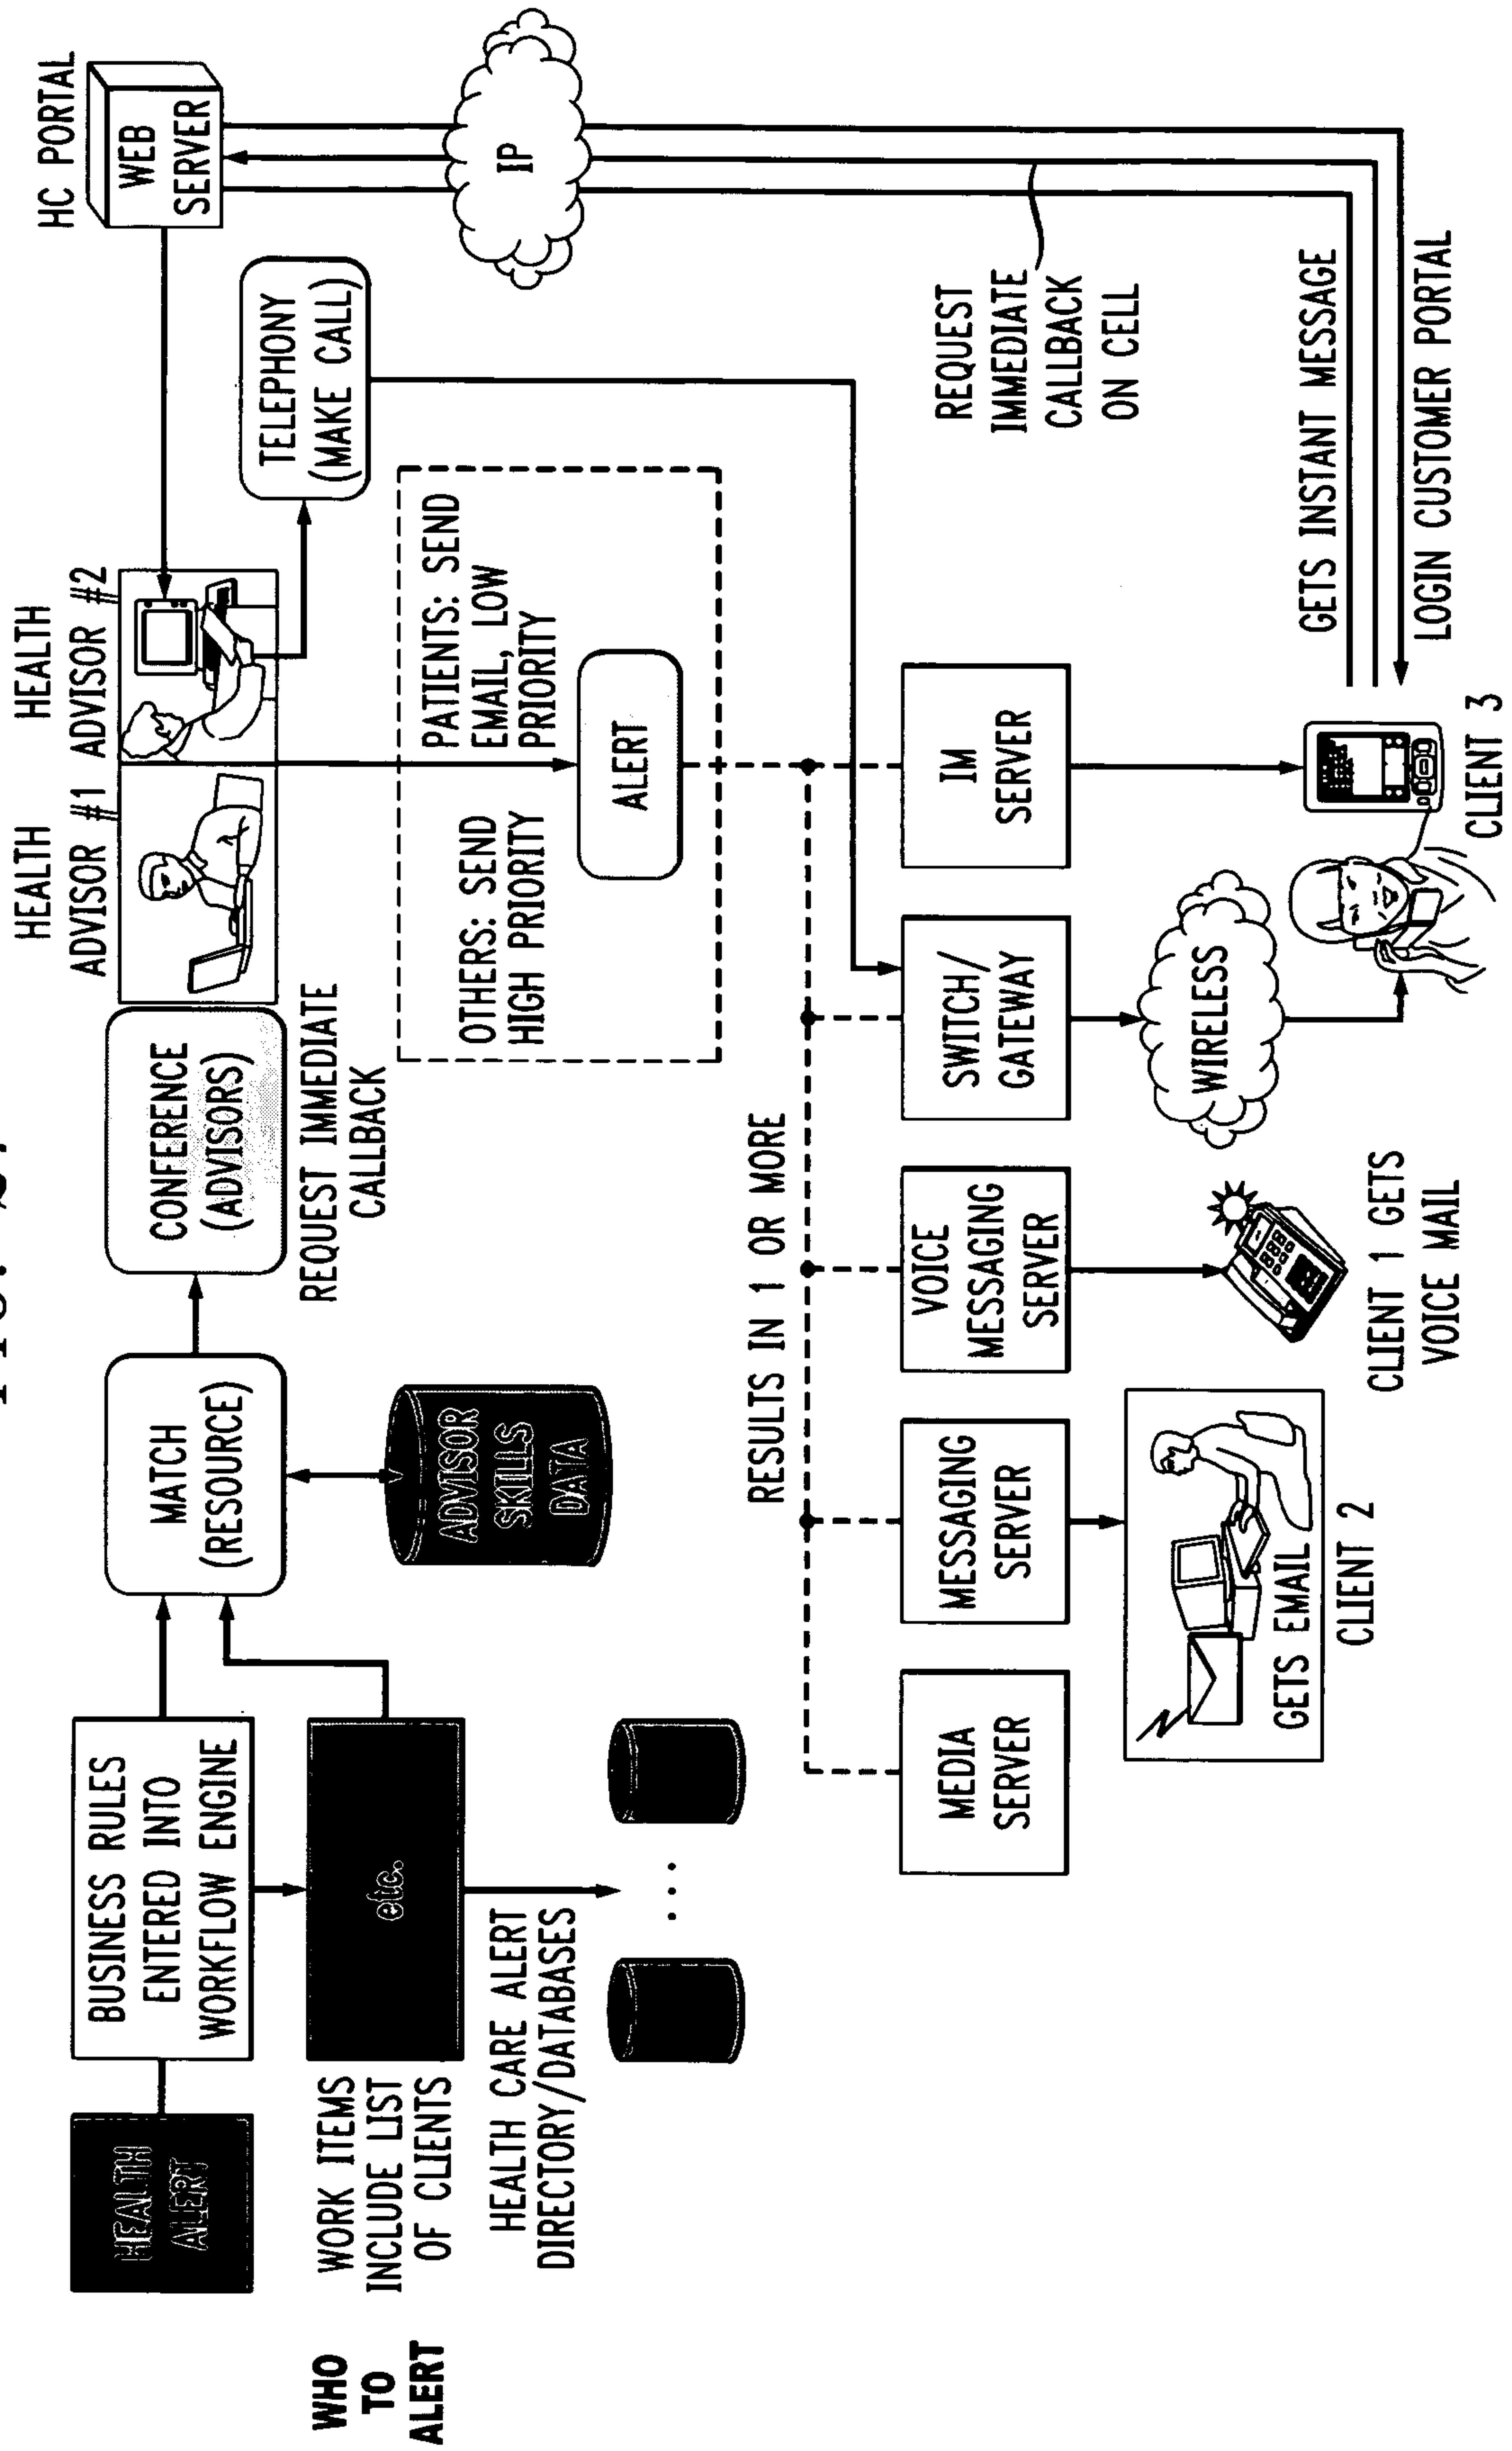 HEALTH
ALERT
BUSINESS RULES
ENTERED INTO
WORKFLOW ENGINE
MATCH
(RESOURCE)
CONFERENCE
(ADVISORS)
HEALTH
ADVISOR #1
HEALTH
ADVISOR #2
HC PORTAL
WEB
SERVER
WHO
TO
ALERT
WORK ITEMS
INCLUDE LIST
OF CLIENTS
etc.
ADVISOR
SKILLS
DATA
REQUEST IMMEDIATE
CALLBACK
TELEPHONY
(MAKE CALL)
OTHERS: SEND
HIGH PRIORITY
PATIENTS: SEND
EMAIL, LOW
PRIORITY
ALERT
IP
HEALTH CARE ALERT
DIRECTORY/DATABASES
...
RESULTS IN 1 OR MORE
MEDIA
SERVER
MESSAGING
SERVER
VOICE
MESSAGING
SERVER
SWITCH/
GATEWAY
IM
SERVER
REQUEST
IMMEDIATE
CALLBACK
ON CELL
WIRELESS
GETS EMAIL
CLIENT 2
CLIENT 1 GETS
VOICE MAIL
CLIENT 3
GETS INSTANT MESSAGE
LOGIN CUSTOMER PORTAL